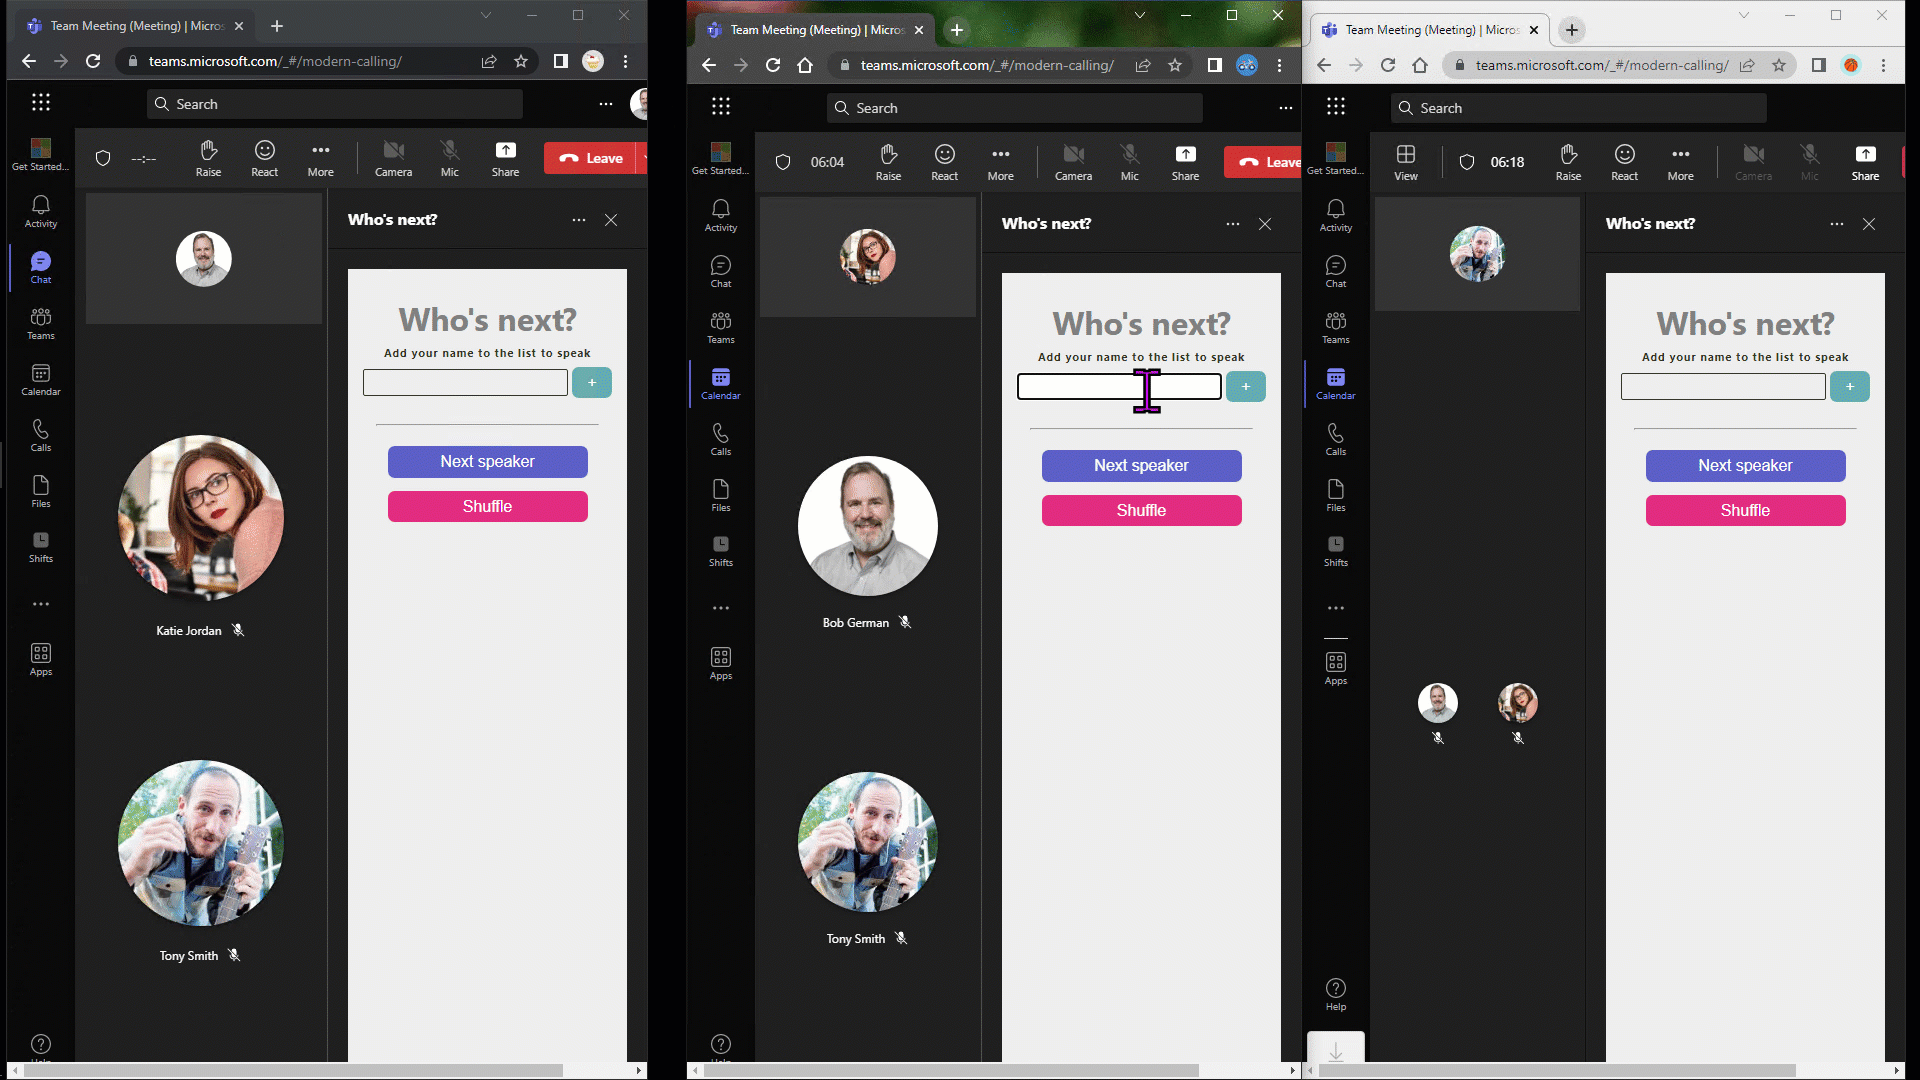 Team Meeting (Meeting) | Micros
teams.microsoft.com/_#/modern-calling/
Search
Get Started...
--:--
Raise
React
More
Camera
Mic
Share
Leave
Activity
Chat
Teams
Calendar
Calls
Files
Shifts
Apps
Who's next?
Who's next?
Add your name to the list to speak
+
Next speaker
Shuffle
Katie Jordan
Tony Smith
Team Meeting (Meeting) | Micros
teams.microsoft.com/_#/modern-calling/
Search
Get Started...
06:04
Raise
React
More
Camera
Mic
Share
Leave
Activity
Chat
Teams
Calendar
Calls
Files
Shifts
Apps
Who's next?
Who's next?
Add your name to the list to speak
+
Next speaker
Shuffle
Bob German
Tony Smith
Team Meeting (Meeting) | Micros
teams.microsoft.com/_#/modern-calling/
Search
Get Started...
View
06:18
Raise
React
More
Camera
Mic
Share
Activity
Chat
Teams
Calendar
Calls
Files
Shifts
Apps
Help
Who's next?
Who's next?
Add your name to the list to speak
+
Next speaker
Shuffle